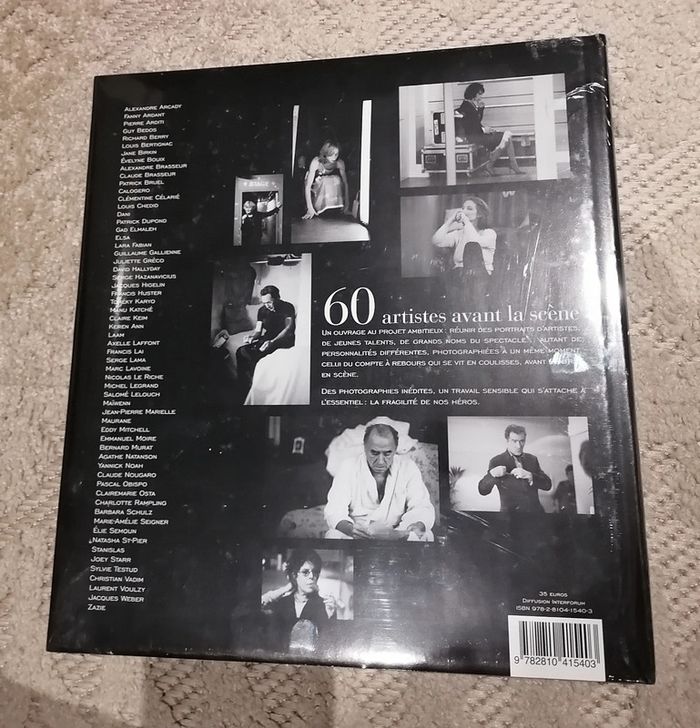 ALEXANDRE ARCADY
FANNY ARDANT
PIERRE ARDITI
GUY BEDOS
RICHARD BERRY
LOUIS BERTIGNAC
JANE BIRKIN
ÉVELYNE BOUIX
ALEXANDRE BRASSEUR
CLAUDE BRASSEUR
PATRICK BRUEL
CALOGERO
CLÉMENTINE CÉLARIÉ
LOUIS CHEDID
DANI
PATRICK DUPOND
GAD ELMALEH
ELSA
LARA FABIAN
GUILLAUME GALLIENNE
JULIETTE GRÉCO
DAVID HALLYDAY
SERGE HAZANAVICIUS
JACQUES HIGELIN
FRANCIS HUSTER
TCHÉKY KARYO
MANU KATCHÉ
CLAIRE KEIM
KEREN ANN
LAAM
AXELLE LAFFONT
FRANCIS LAI
SERGE LAMA
MARC LAVOINE
NICOLAS LE RICHE
MICHEL LEGRAND
SALOMÉ LELOUCH
MAÏWENN
JEAN-PIERRE MARIELLE
MAURANE
EDDY MITCHELL
EMMANUEL MOIRE
BERNARD MURAT
AGATHE NATANSON
YANNICK NOAH
CLAUDE NOUGARO
PASCAL OBISPO
CLAIREMARIE OSTA
CHARLOTTE RAMPLING
BARBARA SCHULZ
MARIE-AMÉLIE SEIGNER
ÉLIE SEMOUN
NATASHA ST-PIER
STANISLAS
JOEY STARR
SYLVIE TESTUD
CHRISTIAN VADIM
LAURENT VOULZY
JACQUES WEBER
ZAZIE
60 artistes avant la scène
UN OUVRAGE AU PROJET AMBITIEUX : RÉUNIR DES PORTRAITS D'ARTISTES,
DE JEUNES TALENTS, DE GRANDS NOMS DU SPECTACLE ; AUTANT DE
PERSONNALITÉS DIFFÉRENTES, PHOTOGRAPHIÉES À UN MÊME MOMENT,
CELUI DU COMPTE À REBOURS QUI SE VIT EN COULISSES, AVANT
EN SCÈNE.
DES PHOTOGRAPHIES INÉDITES, UN TRAVAIL SENSIBLE QUI S'ATTACHE À
L'ESSENTIEL : LA FRAGILITÉ DE NOS HÉROS.
35 EUROS
DIFFUSION INTERFORUM
ISBN 978-2-8104-1540-3
9 782810 415403